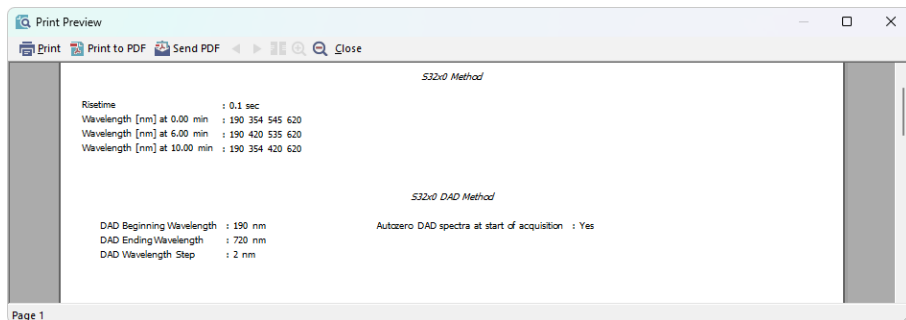 Print Preview
Print Print to PDF Send PDF Close
S32x0 Method
Risetime : 0.1 sec
Wavelength [nm] at 0.00 min : 190 354 545 620
Wavelength [nm] at 6.00 min : 190 420 535 620
Wavelength [nm] at 10.00 min : 190 354 420 620
S32x0 DAD Method
DAD Beginning Wavelength : 190 nm Autozero DAD spectra at start of acquisition : Yes
DAD Ending Wavelength : 720 nm
DAD Wavelength Step : 2 nm
Page 1